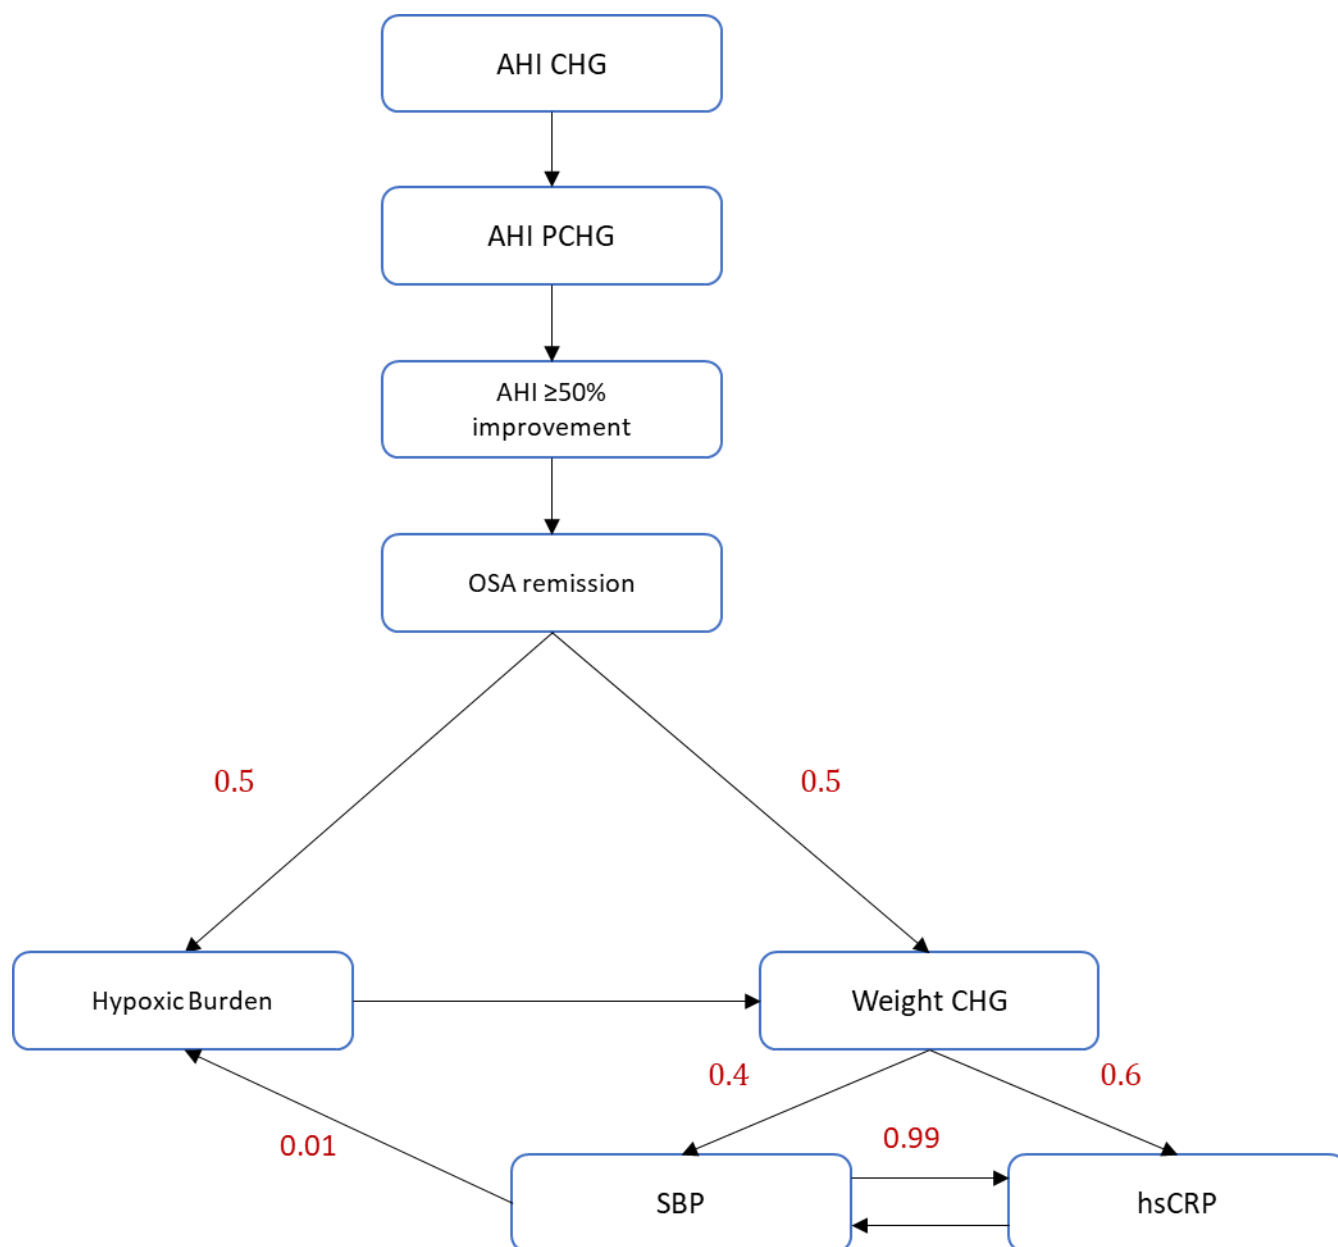 AHI CHG
AHI PCHG
AHI ≥50%
improvement
OSA remission
0.5
0.5
Hypoxic Burden
Weight CHG
0.4
0.6
0.01
0.99
SBP
hsCRP